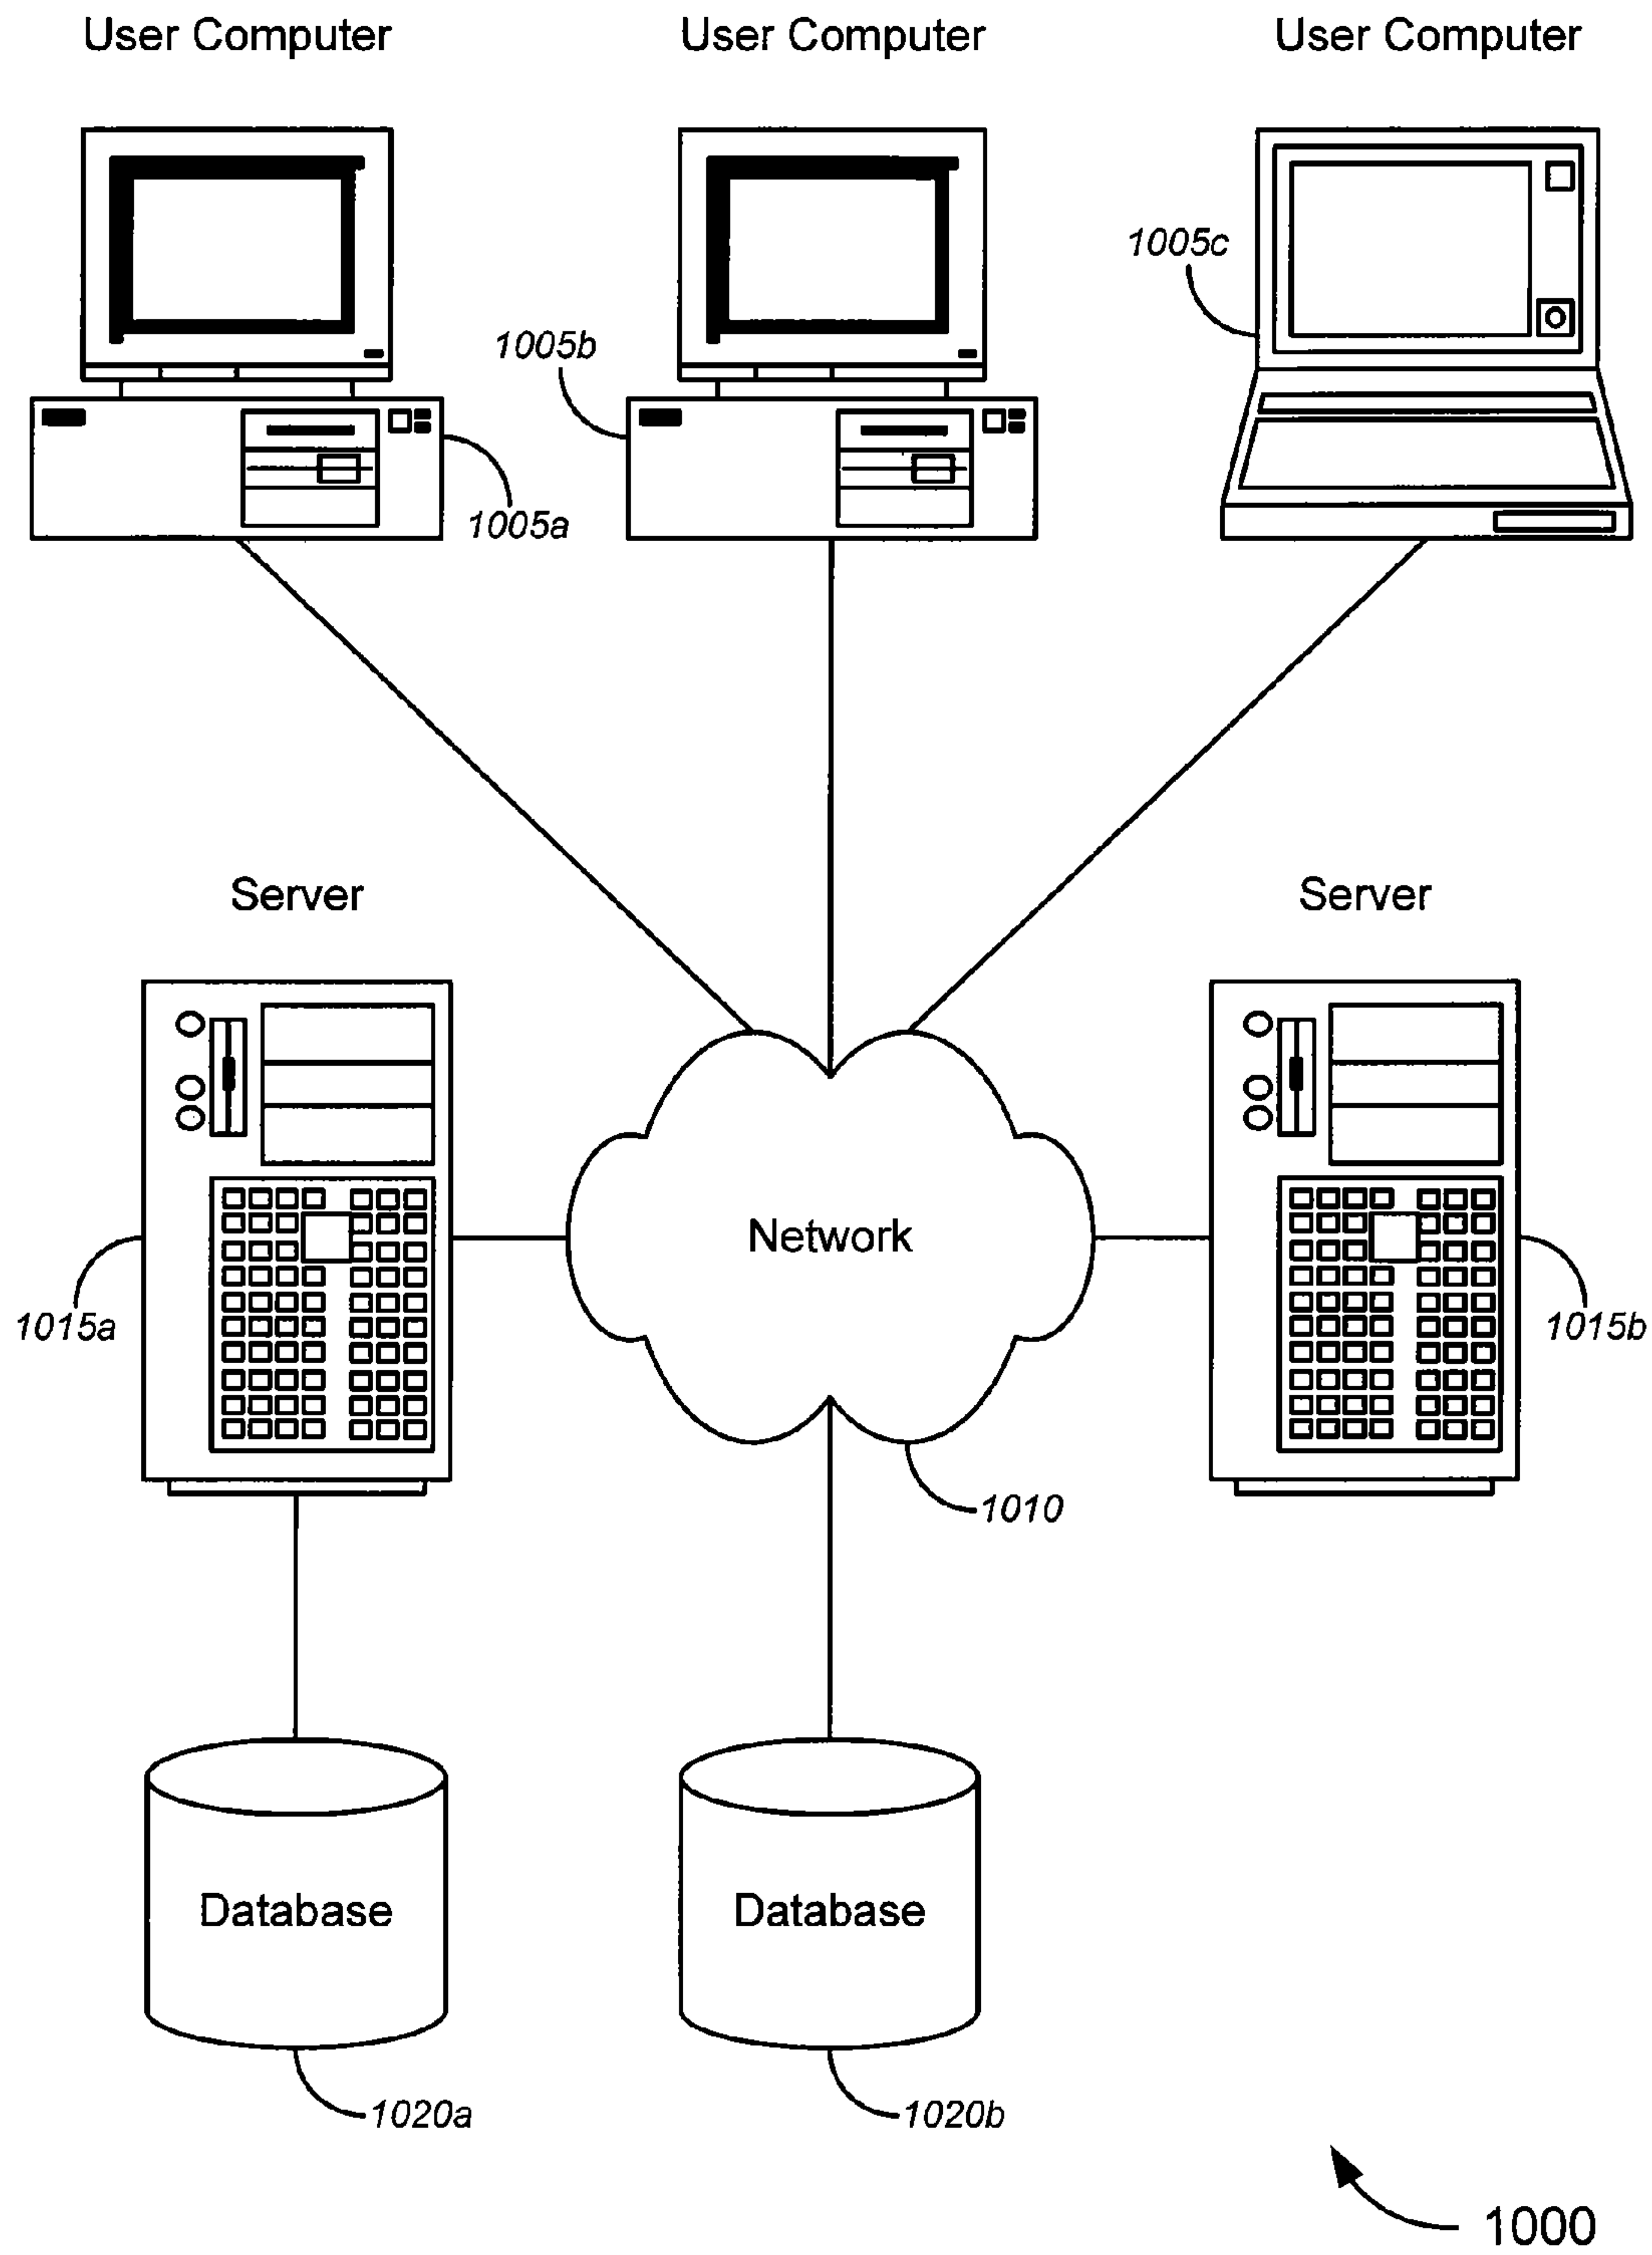 User Computer
User Computer
User Computer
1005c
1005b
1005a
Server
Server
Network
1015a
1015b
1010
Database
Database
1020a
1020b
1000